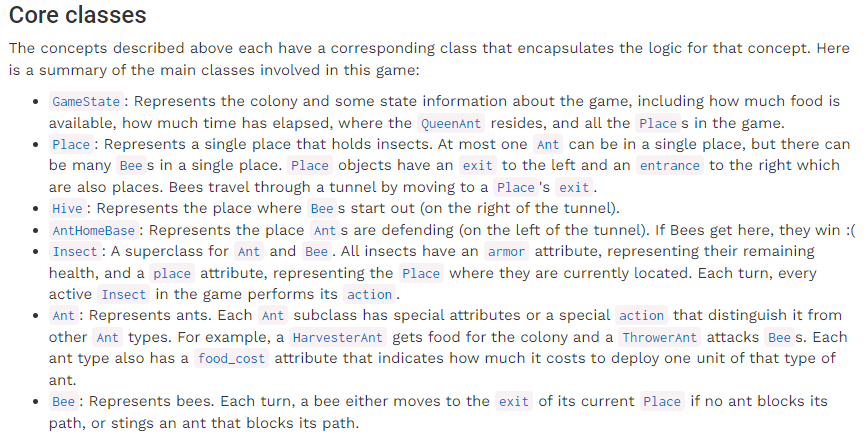 Core classes
The concepts described above each have a corresponding class that encapsulates the logic for that concept. Here
is a summary of the main classes involved in this game:
• GameState: Represents the colony and some state information about the game, including how much food is
available, how much time has elapsed, where the QueenAnt resides, and all the Places in the game.
• Place: Represents a single place that holds insects. At most one Ant can be in a single place, but there can
be many Bees in a single place. Place objects have an exit to the left and an entrance to the right which
are also places. Bees travel through a tunnel by moving to a Place's exit.
• Hive: Represents the place where Bees start out (on the right of the tunnel).
• AntHomeBase: Represents the place Ants are defending (on the left of the tunnel). If Bees get here, they win :(
• Insect: A superclass for Ant and Bee. All insects have an armor attribute, representing their remaining
health, and a place attribute, representing the Place where they are currently located. Each turn, every
active Insect in the game performs its action.
• Ant: Represents ants. Each Ant subclass has special attributes or a special action that distinguish it from
other Ant types. For example, a HarvesterAnt gets food for the colony and a ThrowerAnt attacks Bees. Each
ant type also has a food_cost attribute that indicates how much it costs to deploy one unit of that type of
ant.
• Bee: Represents bees. Each turn, a bee either moves to the exit of its current Place if no ant blocks its
path, or stings an ant that blocks its path.